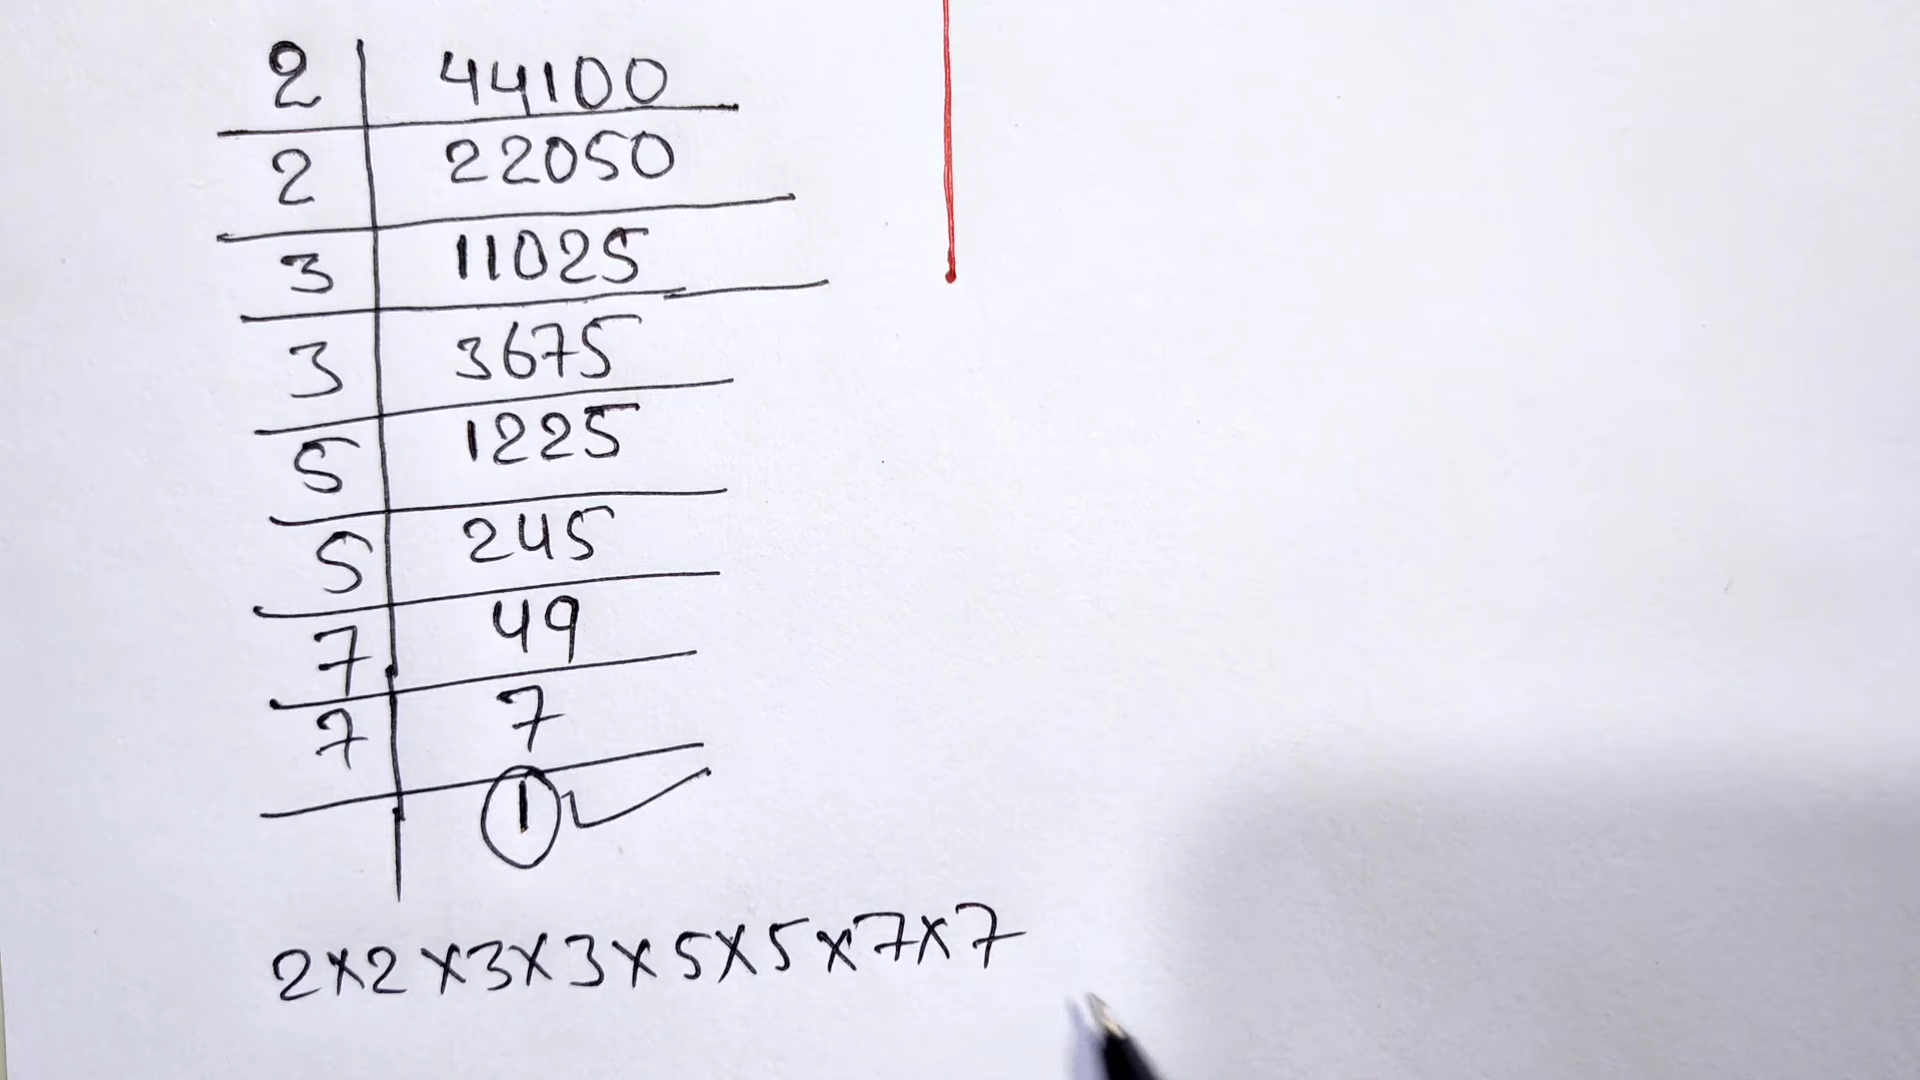 2 | 44100
2 | 22050
3 | 11025
3 | 3675
5 | 1225
5 | 245
7 | 49
7 | 7
1
2×2×3×3×5×5×7×7